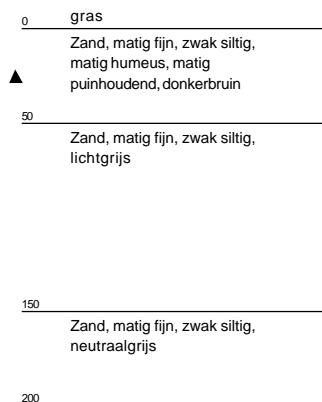 0 gras
Zand, matig fijn, zwak siltig,
matig humeus, matig
puinhoudend, donkerbruin
50
Zand, matig fijn, zwak siltig,
lichtgrijs
150
Zand, matig fijn, zwak siltig,
neutraalgrijs
200